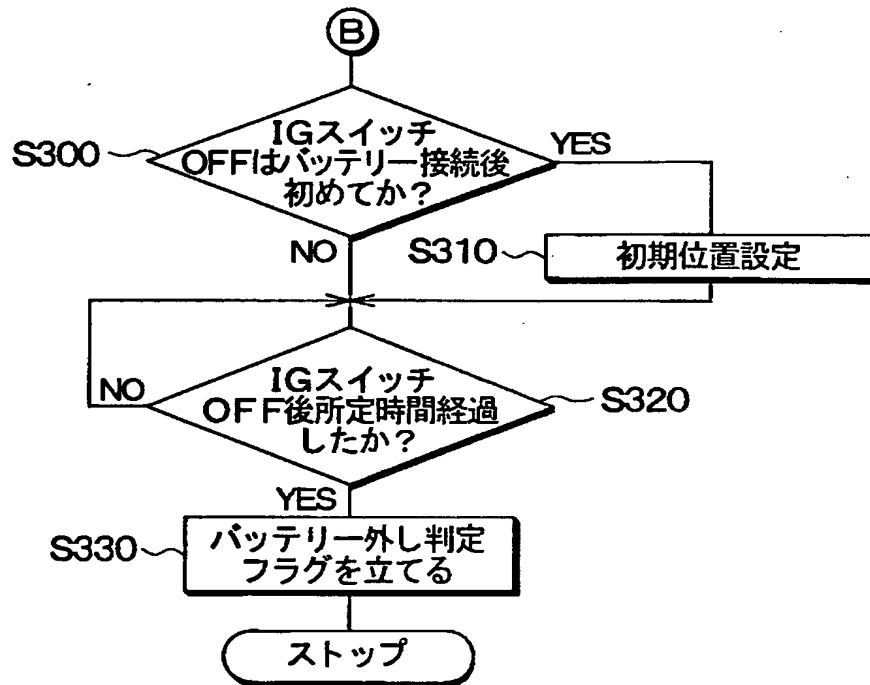 B
S300
IGスイッチ
OFFはバッテリー接続後
初めてか?
YES
NO
S310
初期位置設定
NO
IGスイッチ
OFF後所定時間経過
したか?
S320
YES
S330
バッテリー外し判定
フラグを立てる
ストップ